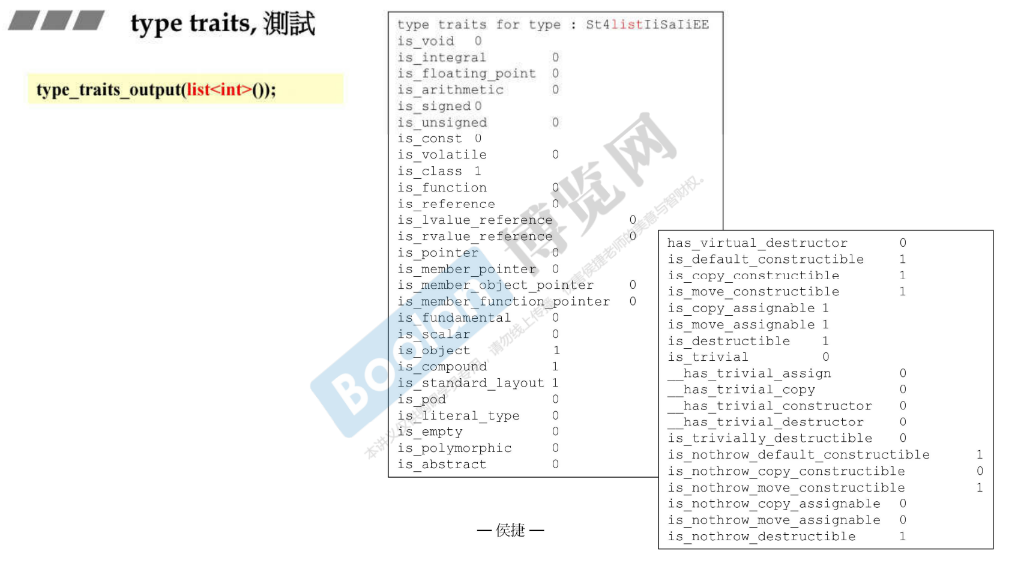 type traits, 測試
type_traits_output(list<int>());
type traits for type : St4listIiSaIiEE
is_void 0
is_integral 0
is_floating_point 0
is_arithmetic 0
is_signed 0
is_unsigned 0
is_const 0
is_volatile 0
is_class 1
is_function 0
is_reference 0
is_lvalue_reference 0
is_rvalue_reference 0
is_pointer 0
is_member_pointer 0
is_member_object_pointer 0
is_member_function_pointer 0
is_fundamental 0
is_scalar 0
is_object 1
is_compound 1
is_standard_layout 1
is_pod 0
is_literal_type 0
is_empty 0
is_polymorphic 0
is_abstract 0
has_virtual_destructor 0
is_default_constructible 1
is_copy_constructible 1
is_move_constructible 1
is_copy_assignable 1
is_move_assignable 1
is_destructible 1
is_trivial 0
__has_trivial_assign 0
__has_trivial_copy 0
__has_trivial_constructor 0
__has_trivial_destructor 0
is_trivially_destructible 0
is_nothrow_default_constructible 1
is_nothrow_copy_constructible 0
is_nothrow_move_constructible 1
is_nothrow_copy_assignable 0
is_nothrow_move_assignable 0
is_nothrow_destructible 1
Boolan 博览网
— 侯捷 —